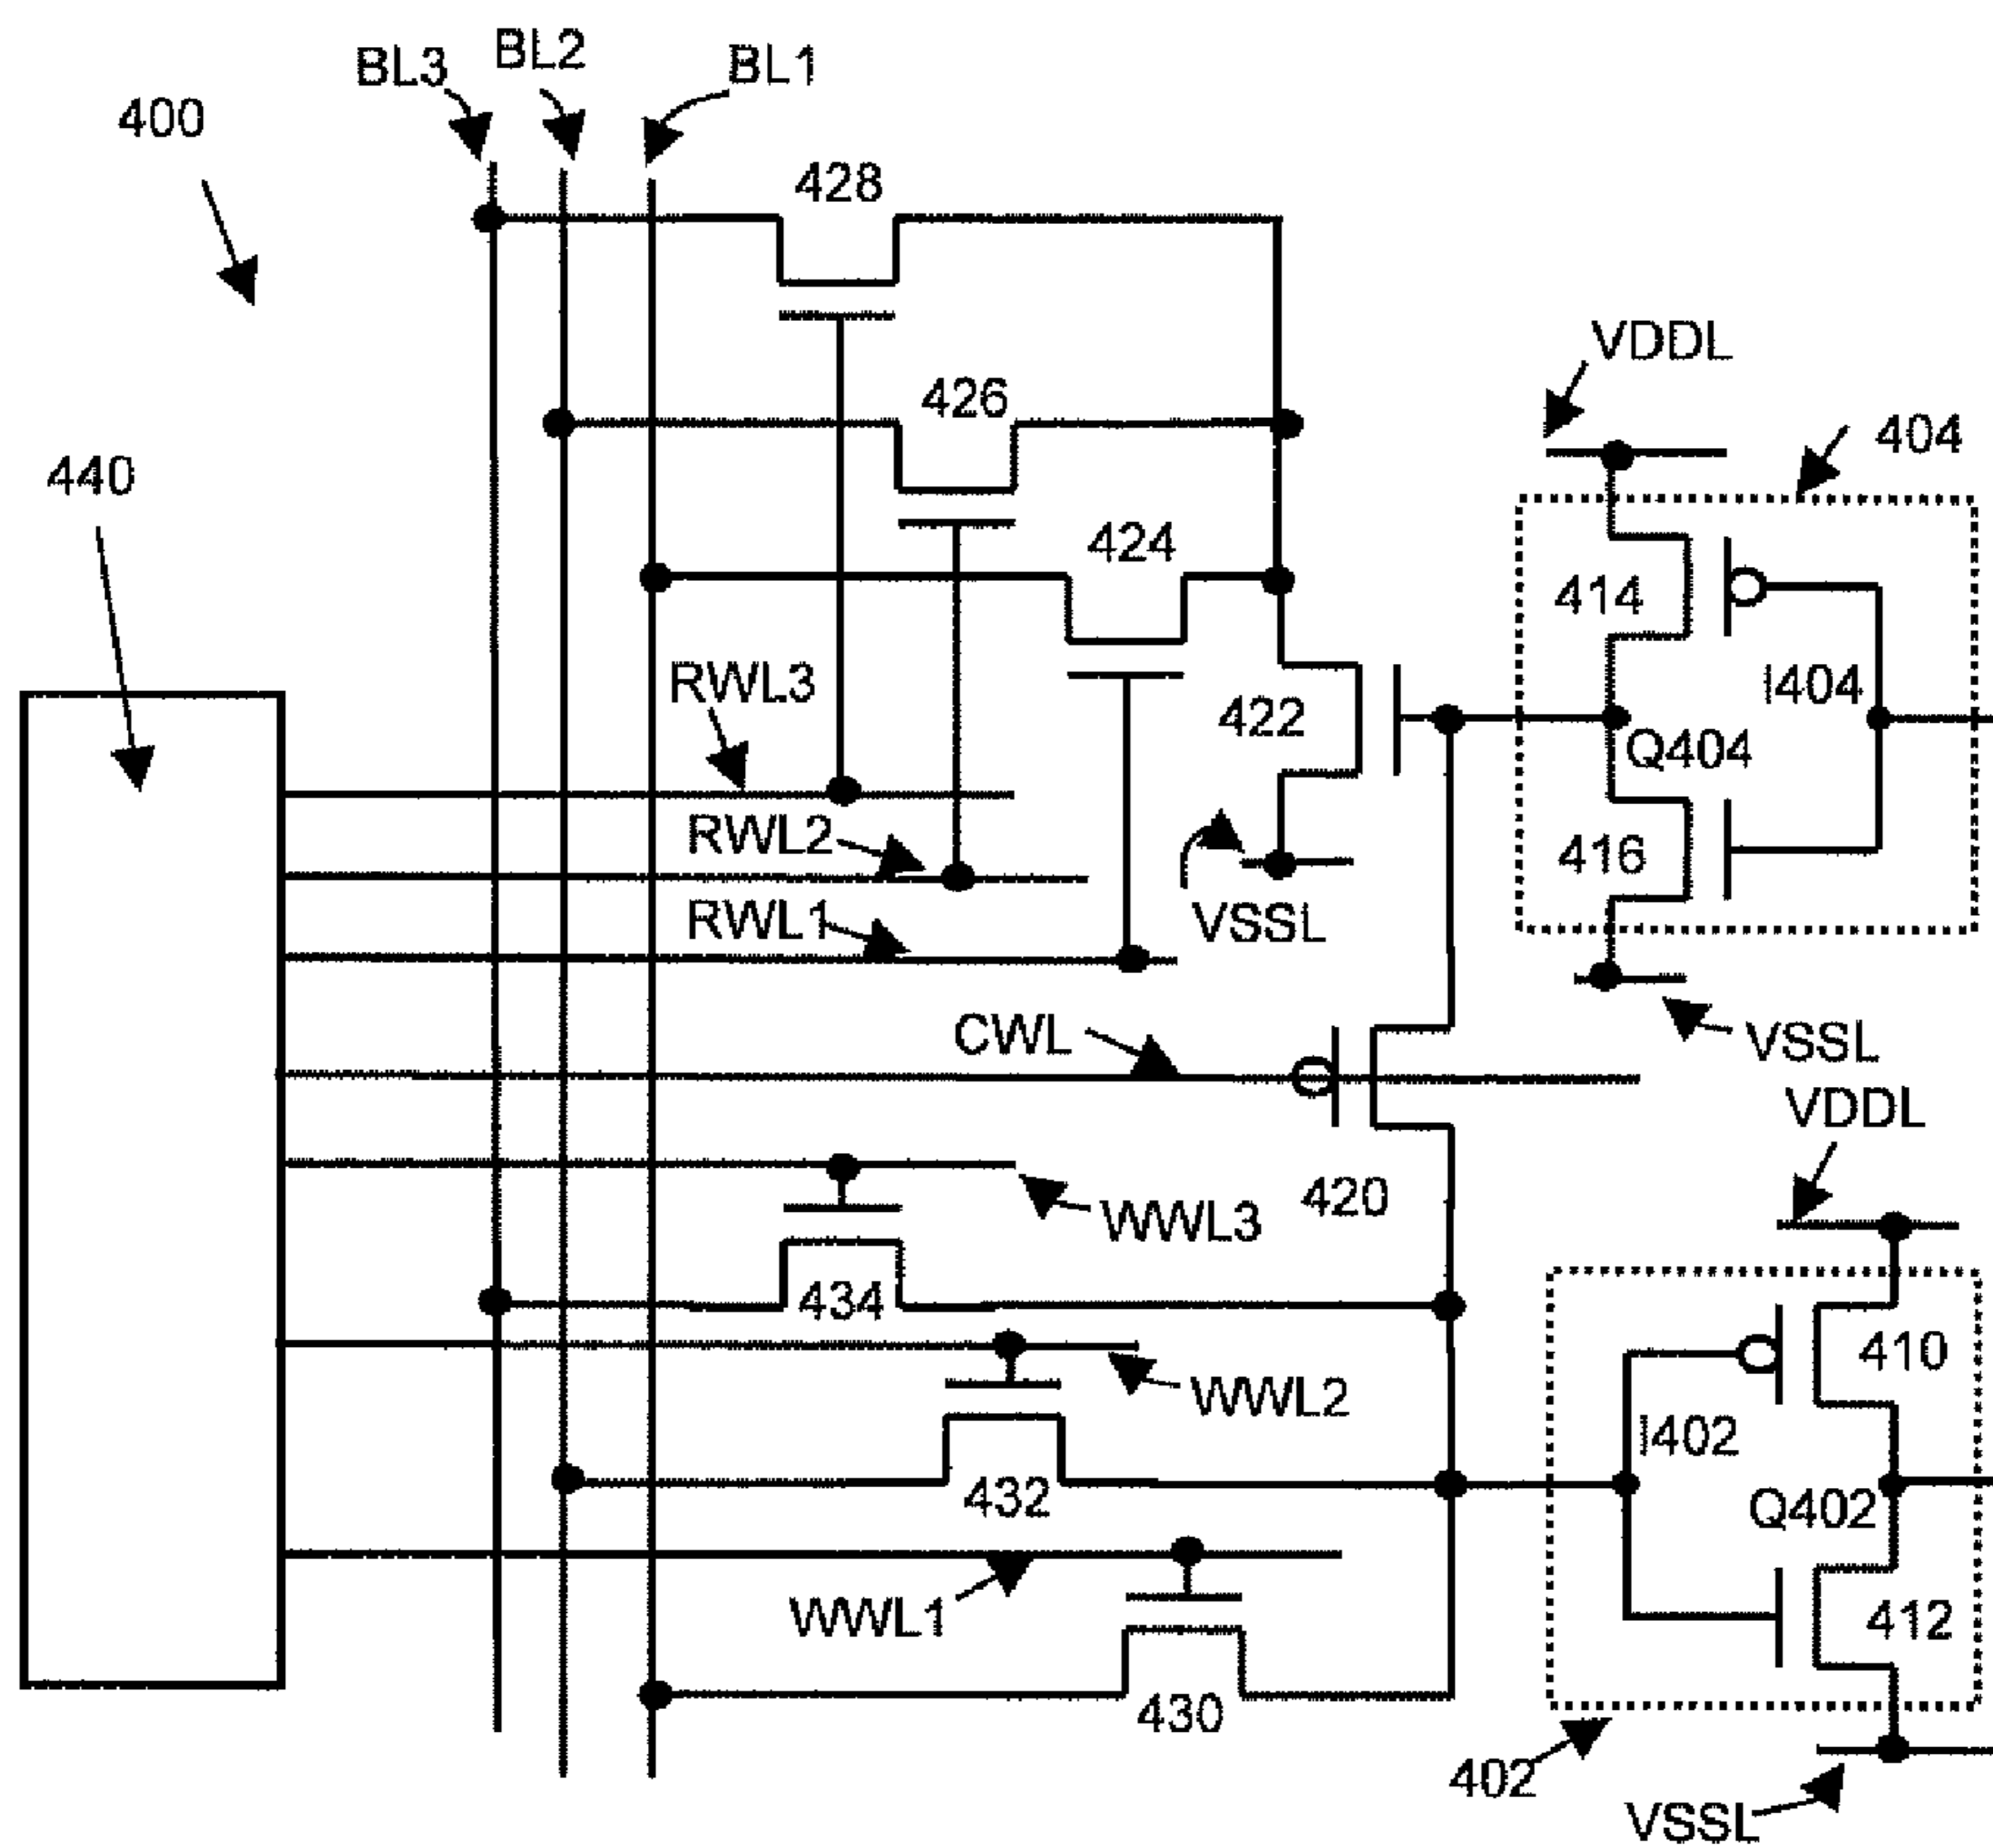 BL3
BL2
BL1
400
428
VDDL
426
404
440
424
414
RWL3
I404
422
Q404
RWL2
416
RWL1
VSSL
CWL
VSSL
VDDL
420
WWL3
434
410
WWL2
I402
432
Q402
WWL1
412
430
402
VSSL